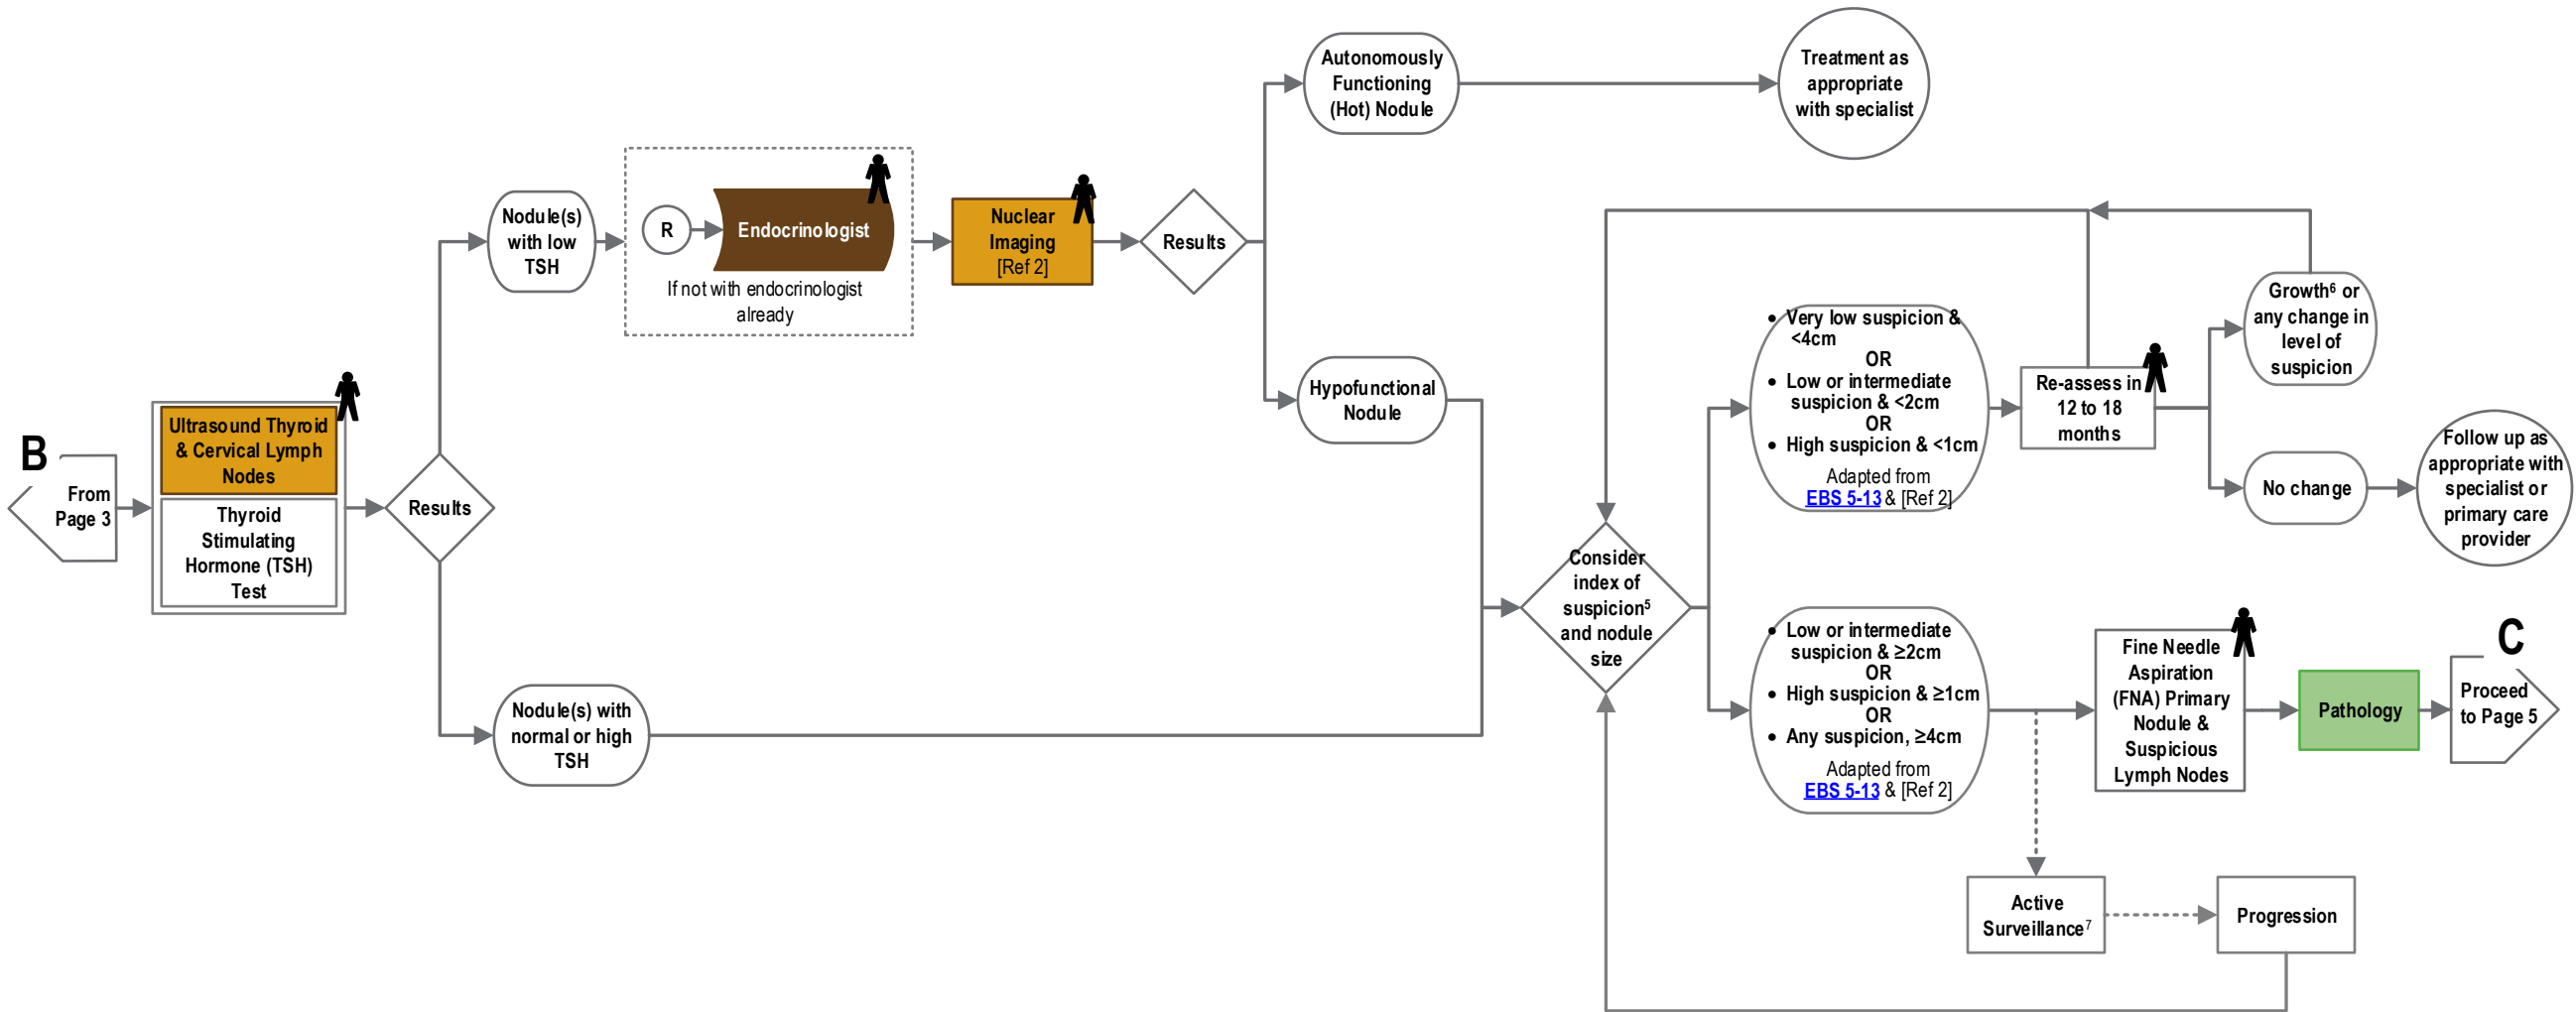 B
From
Page 3
Ultrasound Thyroid
& Cervical Lymph
Nodes
Thyroid
Stimulating
Hormone (TSH)
Test
Results
Nodule(s)
with low
TSH
R
Endocrinologist
If not with endocrinologist
already
Nuclear
Imaging
[Ref 2]
Results
Autonomously
Functioning
(Hot) Nodule
Treatment as
appropriate
with specialist
Hypofunctional
Nodule
Nodule(s) with
normal or high
TSH
Consider
index of
suspicion⁵
and nodule
size
• Very low suspicion &
<4cm
OR
• Low or intermediate
suspicion & <2cm
OR
• High suspicion & <1cm
Adapted from
EBS 5-13 & [Ref 2]
Re-assess in
12 to 18
months
Growth⁶ or
any change in
level of
suspicion
No change
Follow up as
appropriate with
specialist or
primary care
provider
• Low or intermediate
suspicion & ≥2cm
OR
• High suspicion & ≥1cm
OR
• Any suspicion, ≥4cm
Adapted from
EBS 5-13 & [Ref 2]
Fine Needle
Aspiration
(FNA) Primary
Nodule &
Suspicious
Lymph Nodes
Pathology
C
Proceed
to Page 5
Active
Surveillance⁷
Progression